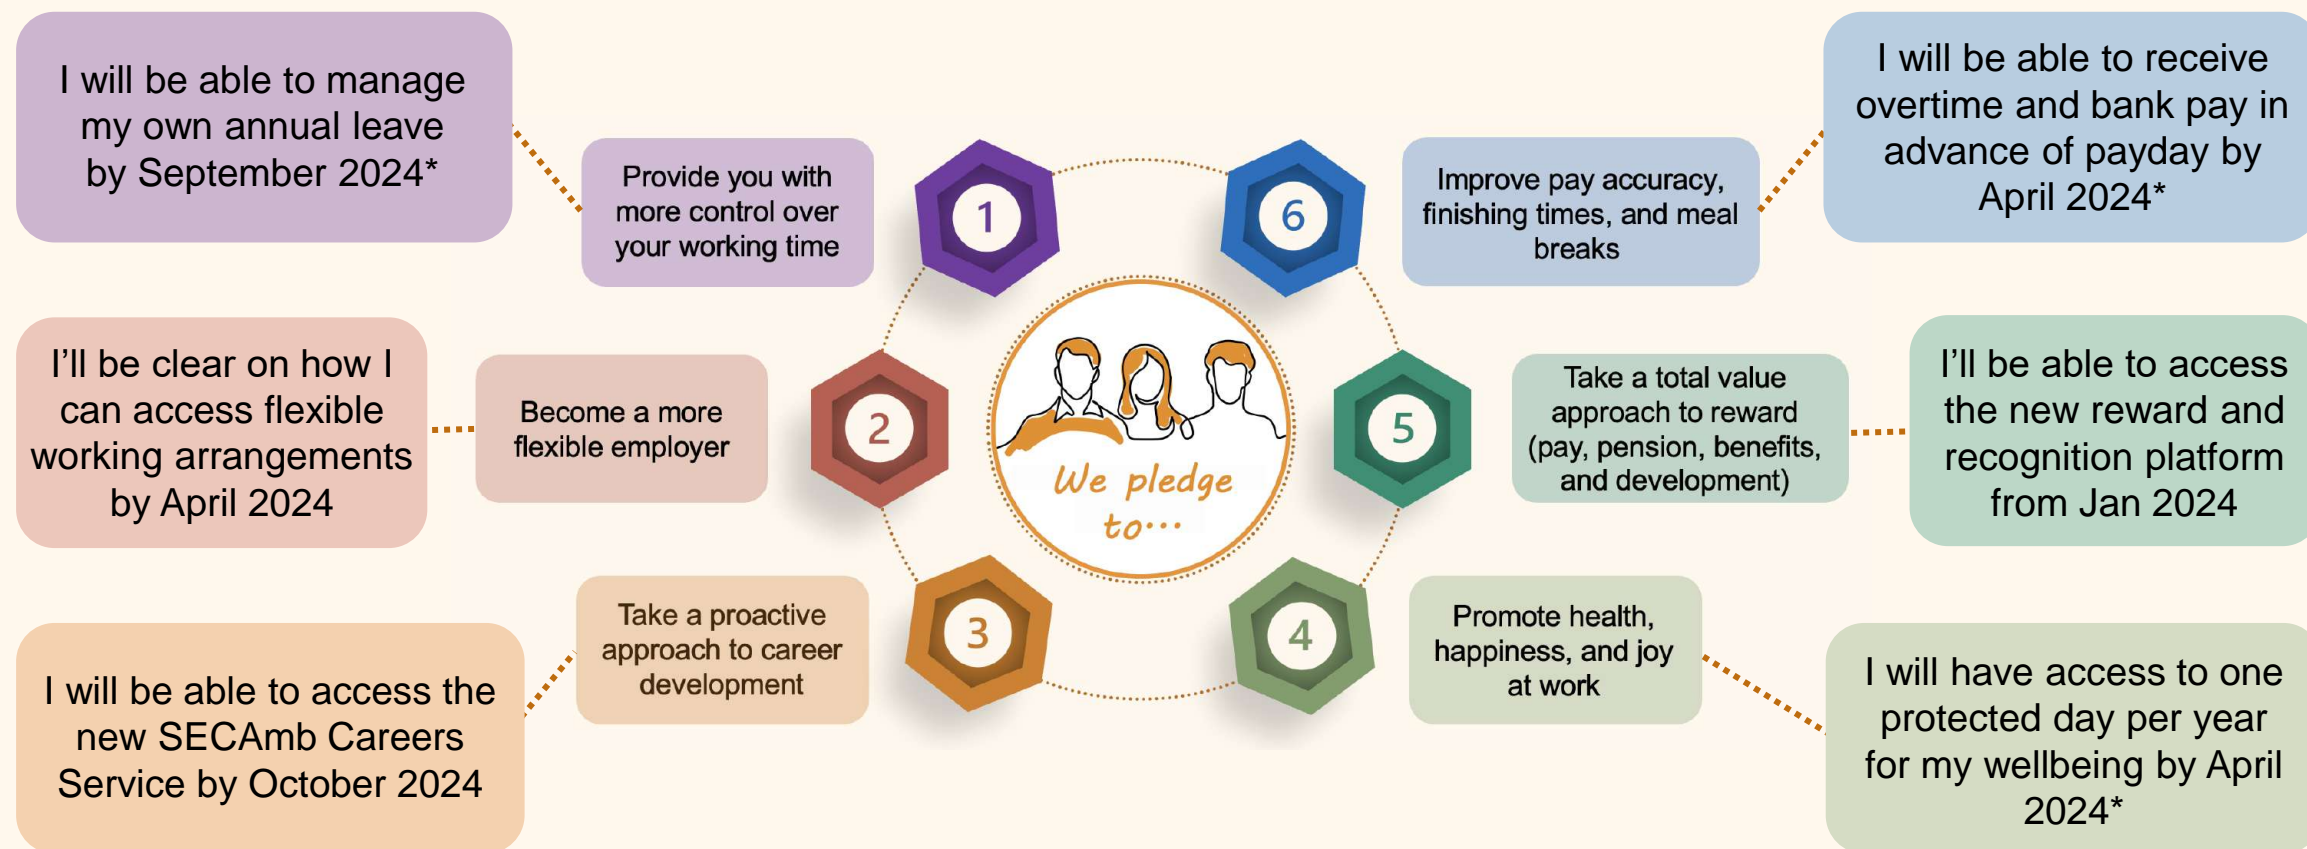 I will be able to manage
my own annual leave
by September 2024*
Provide you with
more control over
your working time
1
I'll be clear on how I
can access flexible
working arrangements
by April 2024
Become a more
flexible employer
2
I will be able to access the
new SECAmb Careers
Service by October 2024
Take a proactive
approach to career
development
3
We pledge
to...
6
Improve pay accuracy,
finishing times, and meal
breaks
I will be able to receive
overtime and bank pay in
advance of payday by
April 2024*
5
Take a total value
approach to reward
(pay, pension, benefits,
and development)
I'll be able to access
the new reward and
recognition platform
from Jan 2024
4
Promote health,
happiness, and joy
at work
I will have access to one
protected day per year
for my wellbeing by April
2024*